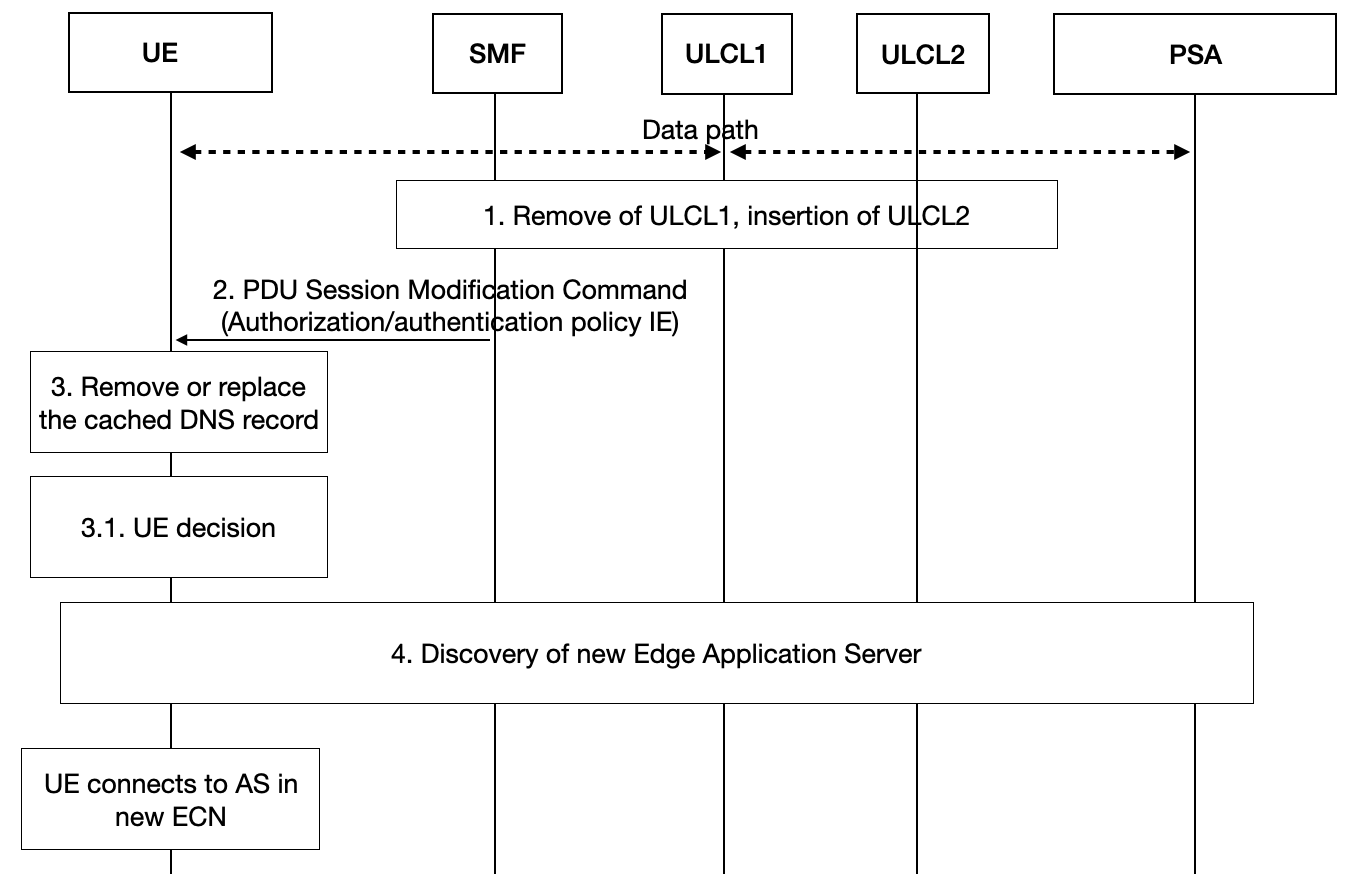 UE
SMF
ULCL1
ULCL2
PSA
Data path
1. Remove of ULCL1, insertion of ULCL2
2. PDU Session Modification Command
(Authorization/authentication policy IE)
3. Remove or replace
the cached DNS record
3.1. UE decision
4. Discovery of new Edge Application Server
UE connects to AS in
new ECN